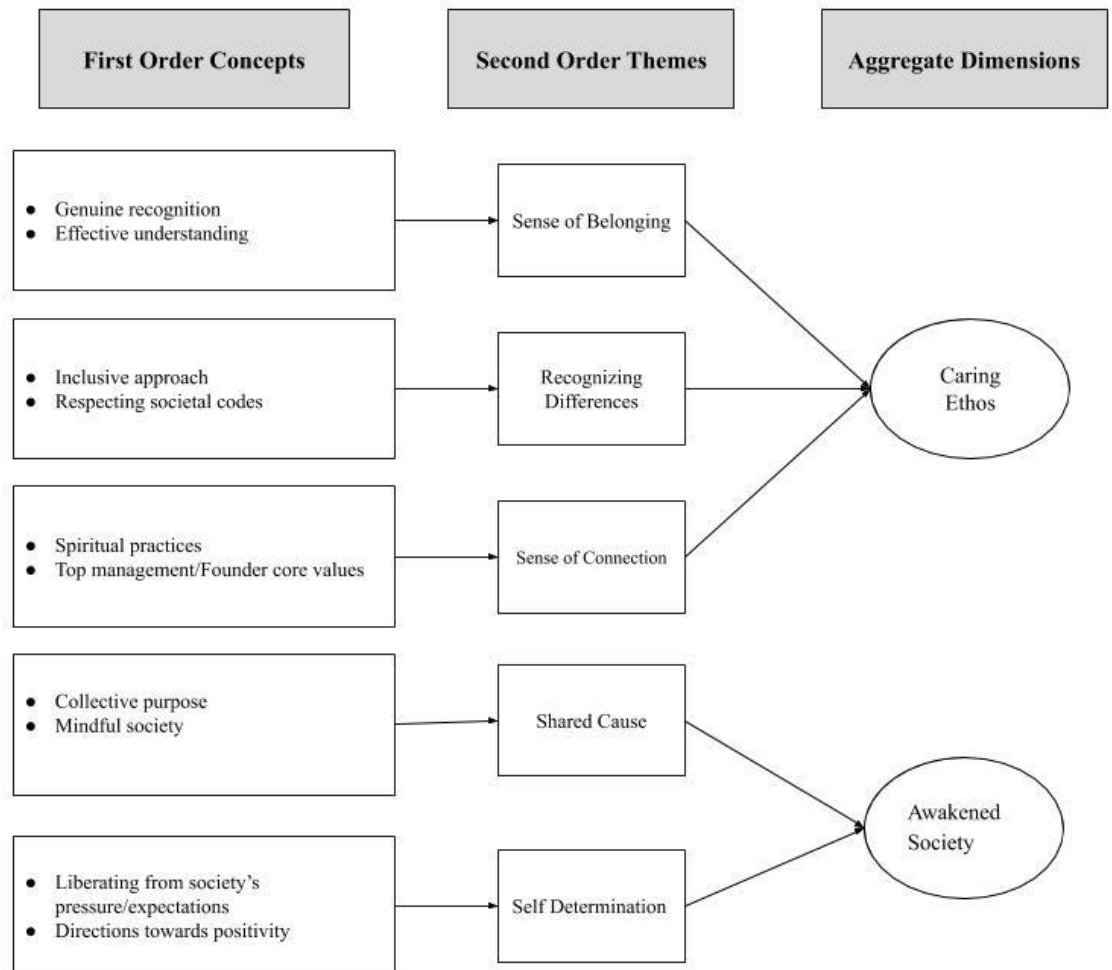 First Order Concepts
Second Order Themes
Aggregate Dimensions
● Genuine recognition
● Effective understanding
Sense of Belonging
● Inclusive approach
● Respecting societal codes
Recognizing
Differences
Caring
Ethos
● Spiritual practices
● Top management/Founder core values
Sense of Connection
● Collective purpose
● Mindful society
Shared Cause
Awakened
Society
● Liberating from society's
pressure/expectations
● Directions towards positivity
Self Determination